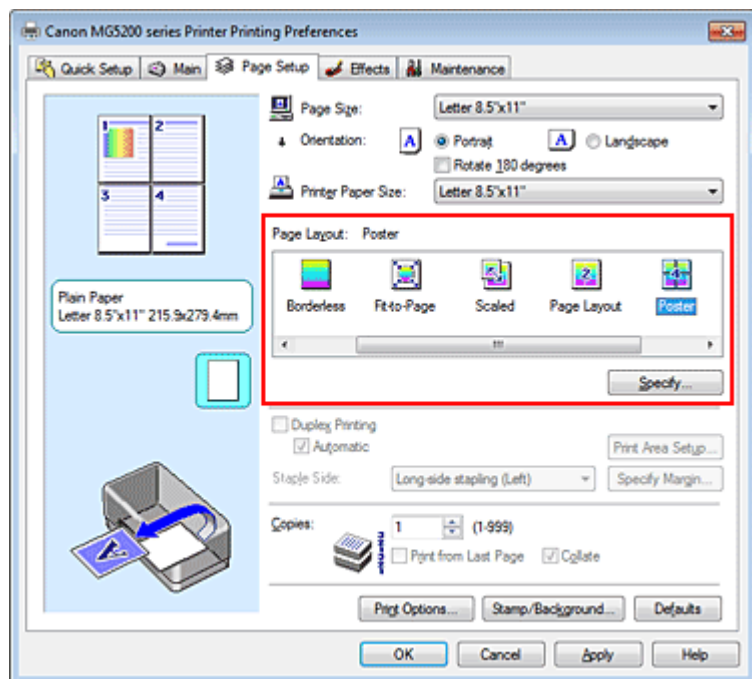 Canon MG5200 series Printer Printing Preferences
Quick Setup Main Page Setup Effects Maintenance
1 2
3 4
Plain Paper
Letter 8.5"x11" 215.9x279.4mm
Page Size: Letter 8.5"x11"
Orientation: A Portrait A Landscape
Rotate 180 degrees
Printer Paper Size: Letter 8.5"x11"
Page Layout: Poster
Borderless Fit-to-Page Scaled Page Layout Poster
Specify...
Duplex Printing
Automatic Print Area Setup...
Staple Side: Long-side stapling (Left) Specify Margin...
Copies: 1 (1-999)
Print from Last Page Collate
Print Options... Stamp/Background... Defaults
OK Cancel Apply Help